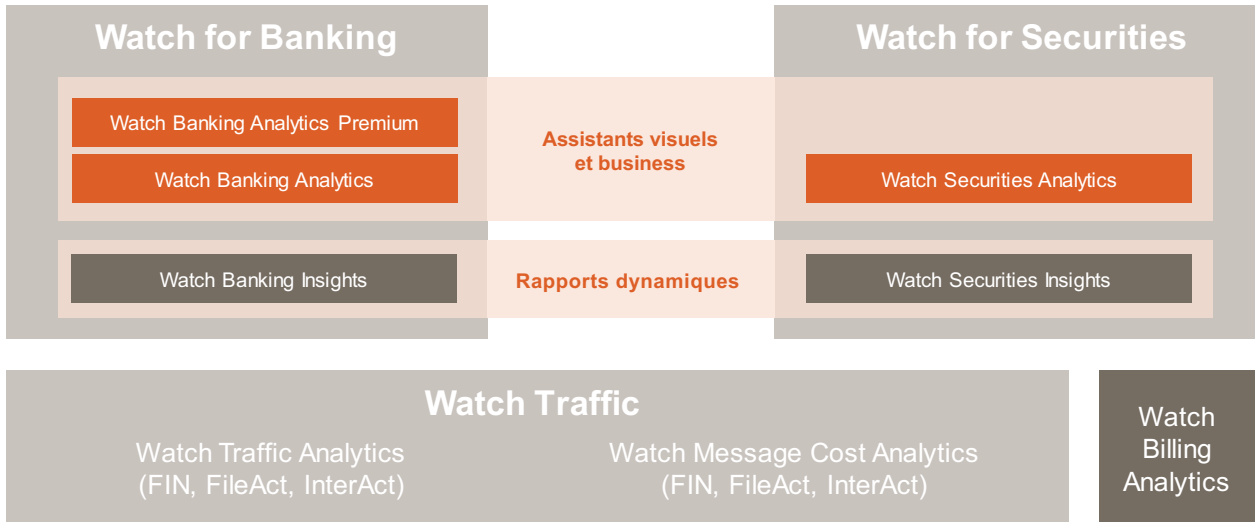 Watch for Banking
Watch for Securities
Watch Banking Analytics Premium
Watch Banking Analytics
Assistants visuels
et business
Watch Securities Analytics
Watch Banking Insights
Rapports dynamiques
Watch Securities Insights
Watch Traffic
Watch Traffic Analytics
(FIN, FileAct, InterAct)
Watch Message Cost Analytics
(FIN, FileAct, InterAct)
Watch
Billing
Analytics